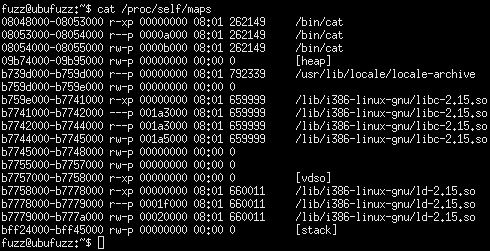 fuzz@ubufuzz:~$ cat /proc/self/maps
08048000-08053000 r-xp 00000000 08:01 262149 /bin/cat
08053000-08054000 r--p 0000a000 08:01 262149 /bin/cat
08054000-08055000 rw-p 0000b000 08:01 262149 /bin/cat
09b74000-09b95000 rw-p 00000000 00:00 0 [heap]
b739d000-b759d000 r--p 00000000 08:01 792339 /usr/lib/locale/locale-archive
b759d000-b759e000 rw-p 00000000 00:00 0
b759e000-b7741000 r-xp 00000000 08:01 659999 /lib/i386-linux-gnu/libc-2.15.so
b7741000-b7742000 ---p 001a3000 08:01 659999 /lib/i386-linux-gnu/libc-2.15.so
b7742000-b7744000 r--p 001a3000 08:01 659999 /lib/i386-linux-gnu/libc-2.15.so
b7744000-b7745000 rw-p 001a5000 08:01 659999 /lib/i386-linux-gnu/libc-2.15.so
b7745000-b7748000 rw-p 00000000 00:00 0
b7755000-b7757000 rw-p 00000000 00:00 0
b7757000-b7758000 r-xp 00000000 00:00 0 [vdso]
b7758000-b7778000 r-xp 00000000 08:01 660011 /lib/i386-linux-gnu/ld-2.15.so
b7778000-b7779000 r--p 0001f000 08:01 660011 /lib/i386-linux-gnu/ld-2.15.so
b7779000-b777a000 rw-p 00020000 08:01 660011 /lib/i386-linux-gnu/ld-2.15.so
bff24000-bff45000 rw-p 00000000 00:00 0 [stack]
fuzz@ubufuzz:~$